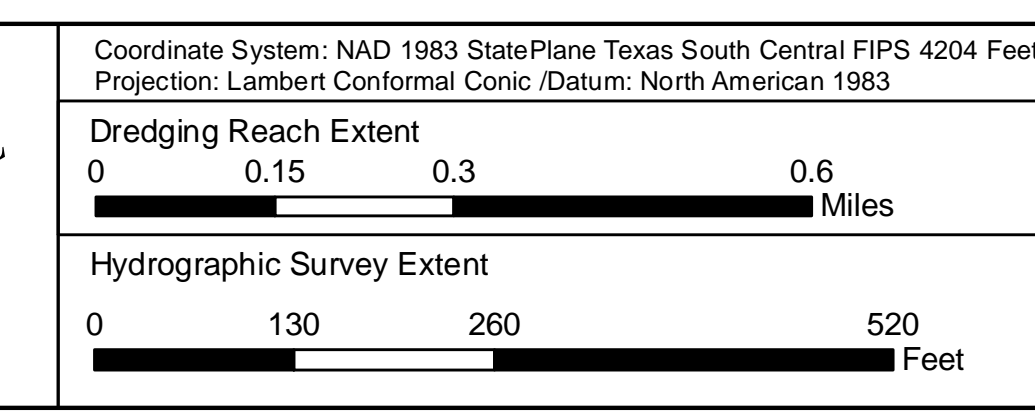 Coordinate System: NAD 1983 StatePlane Texas South Central FIPS 4204 Feet
Projection: Lambert Conformal Conic /Datum: North American 1983
Dredging Reach Extent
0 0.15 0.3 0.6
Miles
Hydrographic Survey Extent
0 130 260 520
Feet